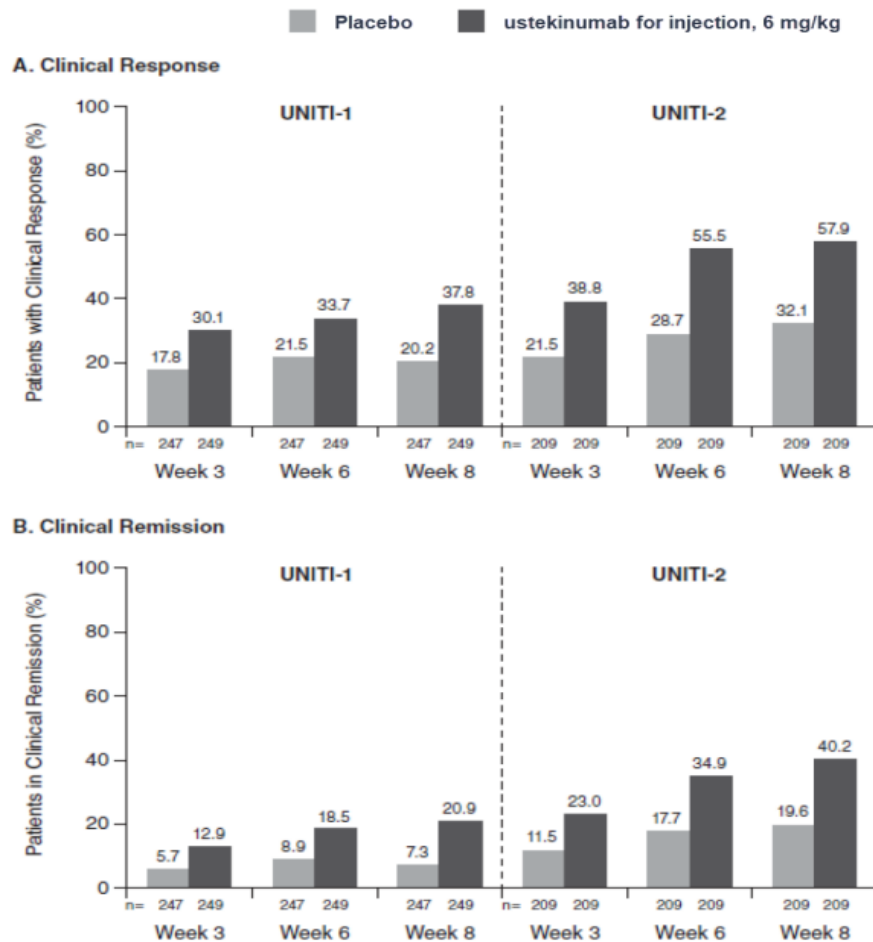 Placebo ustekinumab for injection, 6 mg/kg
A. Clinical Response
Patients with Clinical Response (%)
UNITI-1 UNITI-2
100
80
60
40
20
0
17.8 30.1 21.5 33.7 20.2 37.8 21.5 38.8 28.7 55.5 32.1 57.9
n= 247 249 247 249 247 249 n= 209 209 209 209 209 209
Week 3 Week 6 Week 8 Week 3 Week 6 Week 8
B. Clinical Remission
Patients in Clinical Remission (%)
UNITI-1 UNITI-2
100
80
60
40
20
0
5.7 12.9 8.9 18.5 7.3 20.9 11.5 23.0 17.7 34.9 19.6 40.2
n= 247 249 247 249 247 249 n= 209 209 209 209 209 209
Week 3 Week 6 Week 8 Week 3 Week 6 Week 8